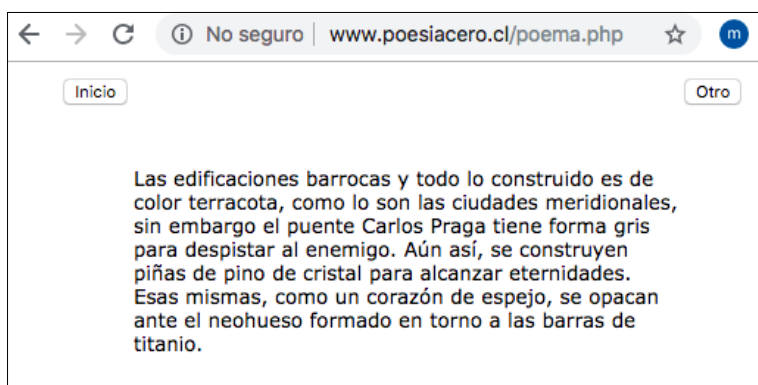 No seguro | www.poesiacero.cl/poema.php m
Inicio Otro
Las edificaciones barrocas y todo lo construido es de
color terracota, como lo son las ciudades meridionales,
sin embargo el puente Carlos Praga tiene forma gris
para despistar al enemigo. Aún así, se construyen
piñas de pino de cristal para alcanzar eternidades.
Esas mismas, como un corazón de espejo, se opacan
ante el neohueso formado en torno a las barras de
titanio.